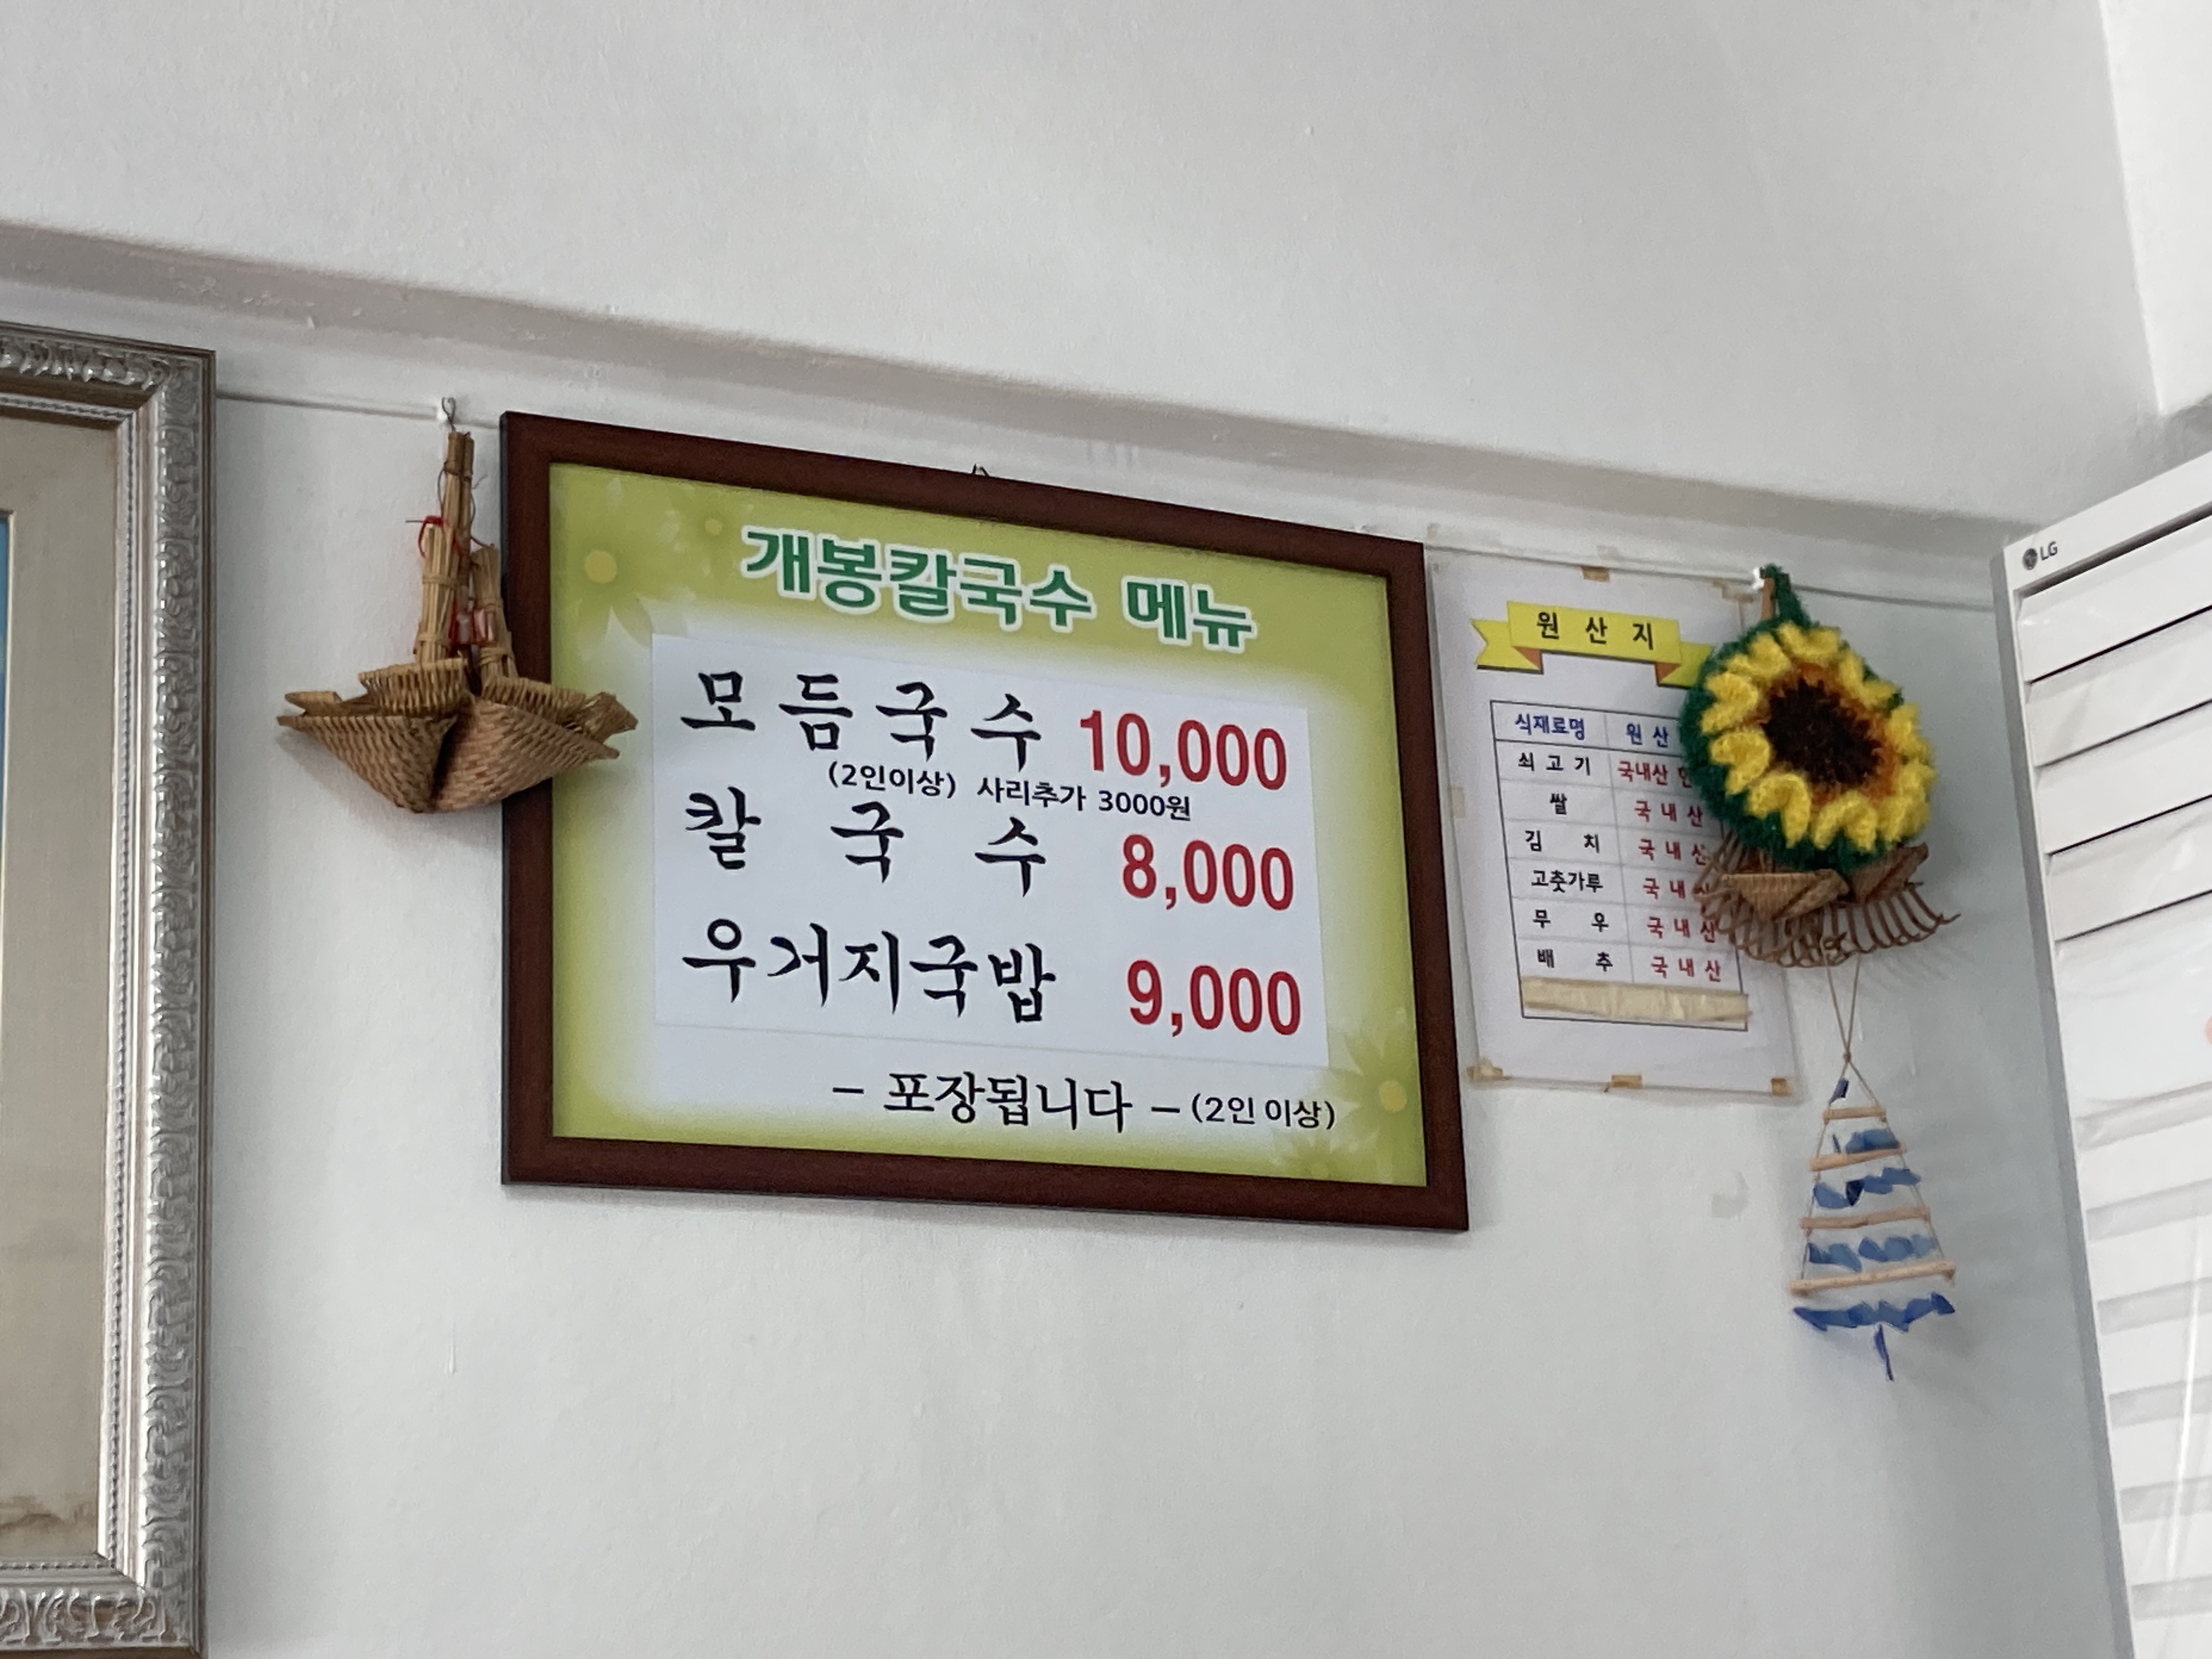 개봉칼국수 메뉴
모듬국수 10,000
(2인이상) 사리추가 3000원
칼국수 8,000
우거지국밥 9,000
- 포장됩니다 - (2인 이상)
원산지
식재료명 원산
쇠고기 국내산
쌀 국내산
김치 국내산
고춧가루 국내
무우 국내산
배추 국내산
LG